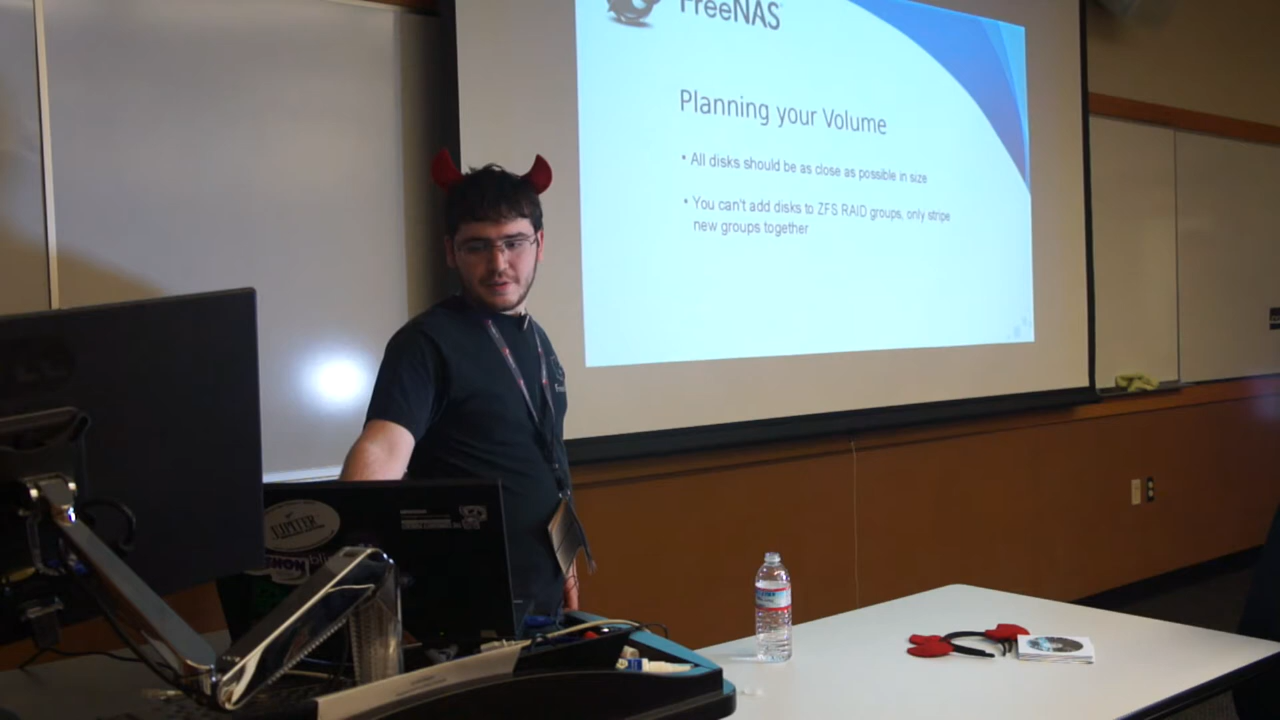 FreeNAS
Planning your Volume
• All disks should be as close as possible in size
• You can't add disks to ZFS RAID groups, only stripe
new groups together
JUPITER